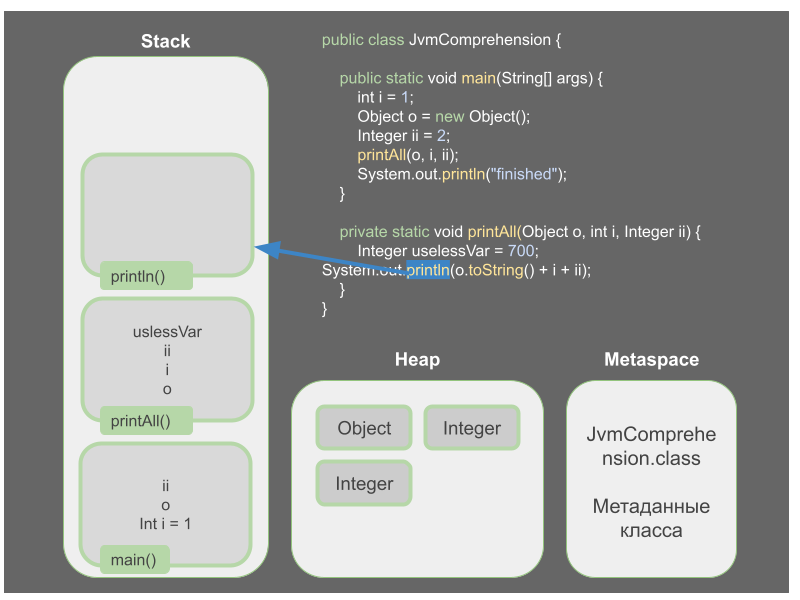 Stack
public class JvmComprehension {
public static void main(String[] args) {
int i = 1;
Object o = new Object();
Integer ii = 2;
printAll(o, i, ii);
System.out.println("finished");
}
private static void printAll(Object o, int i, Integer ii) {
Integer uselessVar = 700;
System.out.println(o.toString() + i + ii);
}
}
println()
uslessVar
ii
i
o
printAll()
ii
o
Int i = 1
main()
Heap
Object
Integer
Integer
Metaspace
JvmComprehe
nsion.class
Метаданные
класса